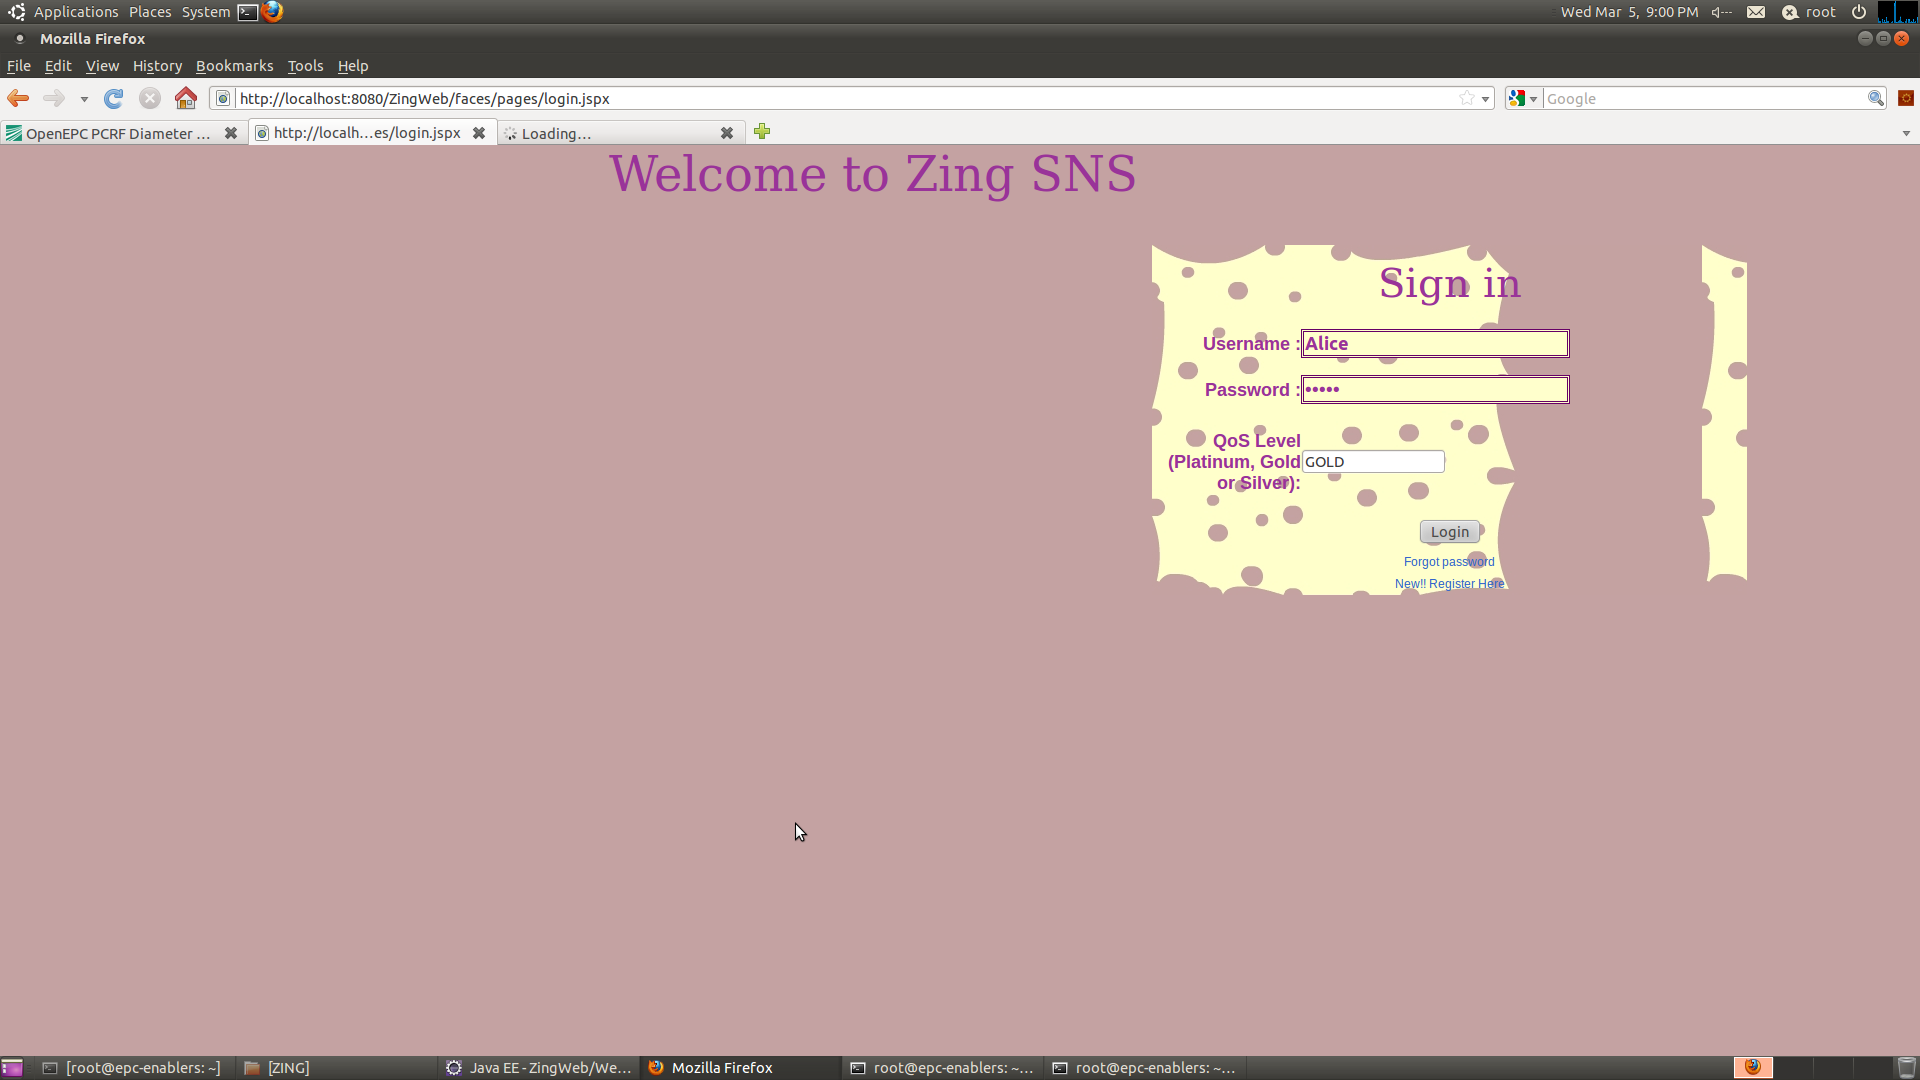 Applications Places System
Wed Mar 5, 9:00 PM
root
Mozilla Firefox
File Edit View History Bookmarks Tools Help
http://localhost:8080/ZingWeb/faces/pages/login.jspx
Google
OpenEPC PCRF Diameter ...
http://localh...es/login.jspx
Loading...
Welcome to Zing SNS
Sign in
Username : Alice
Password : •••••
QoS Level
(Platinum, Gold
or Silver):
GOLD
Login
Forgot password
New!! Register Here
[root@epc-enablers: ~]
[ZING]
Java EE - ZingWeb/We...
Mozilla Firefox
root@epc-enablers: ~...
root@epc-enablers: ~...